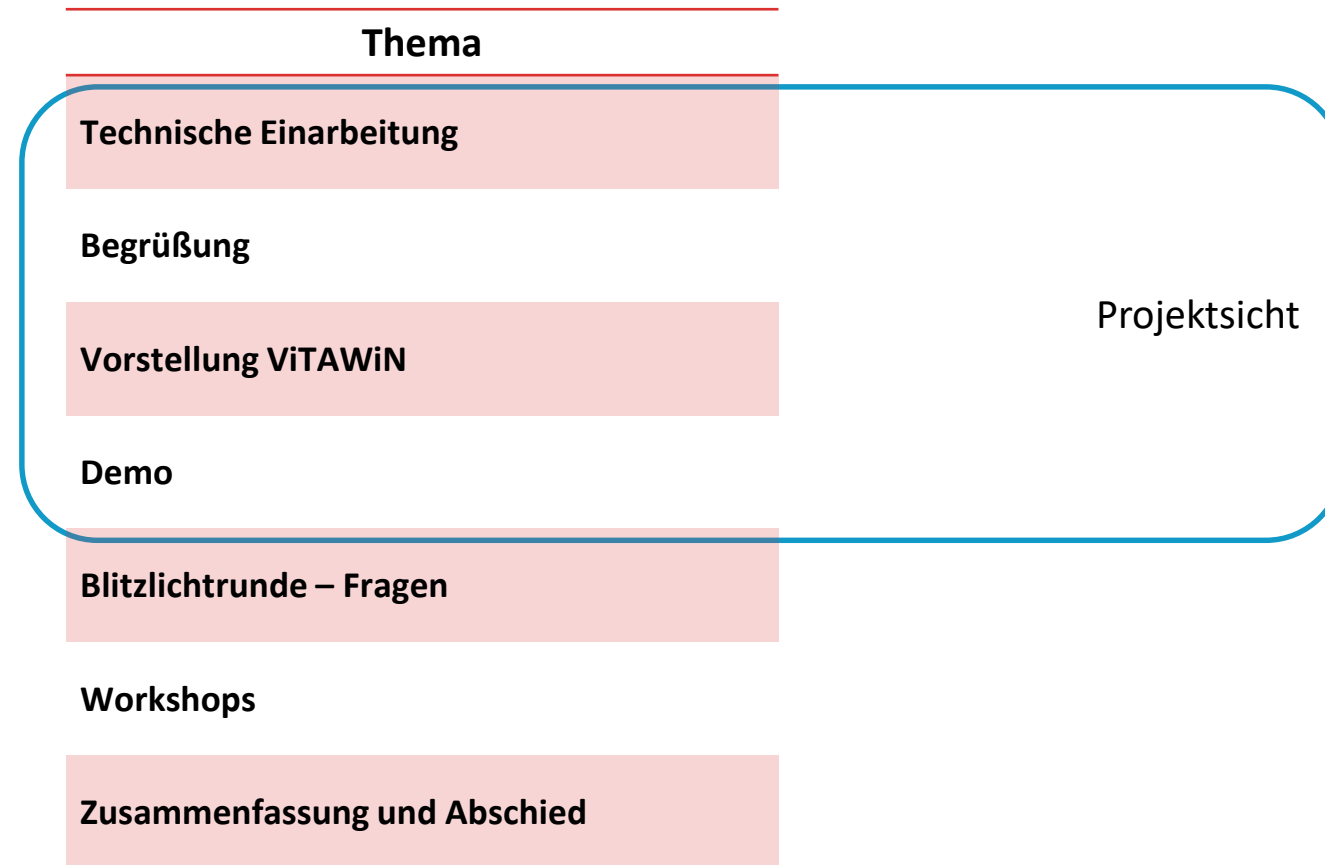 Thema
Technische Einarbeitung
Begrüßung
Projektsicht
Vorstellung ViTAWiN
Demo
Blitzlichtrunde – Fragen
Workshops
Zusammenfassung und Abschied